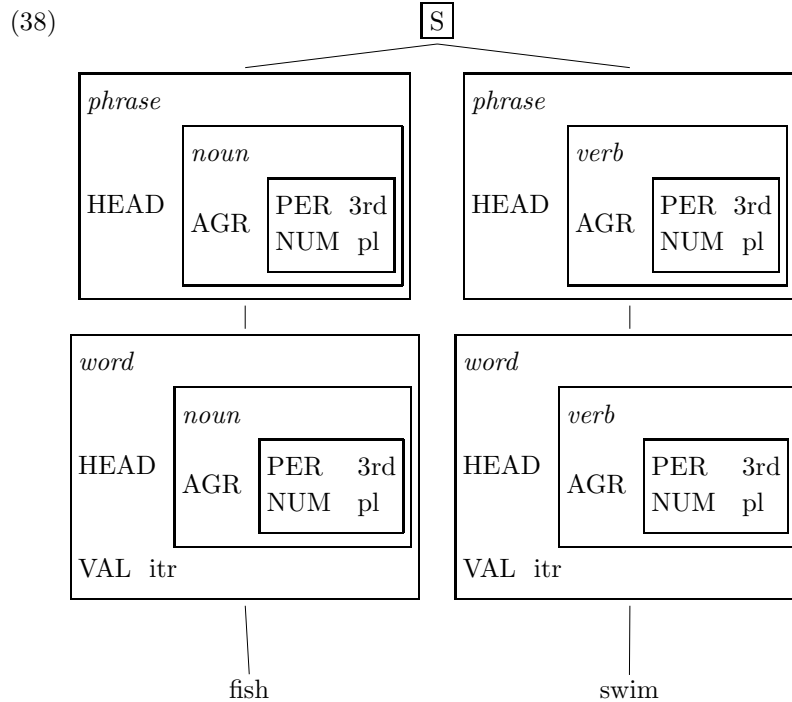 (38) S
phrase phrase
noun verb
HEAD AGR PER 3rd HEAD AGR PER 3rd
NUM pl NUM pl
word word
noun verb
HEAD AGR PER 3rd HEAD AGR PER 3rd
NUM pl NUM pl
VAL itr VAL itr
fish swim